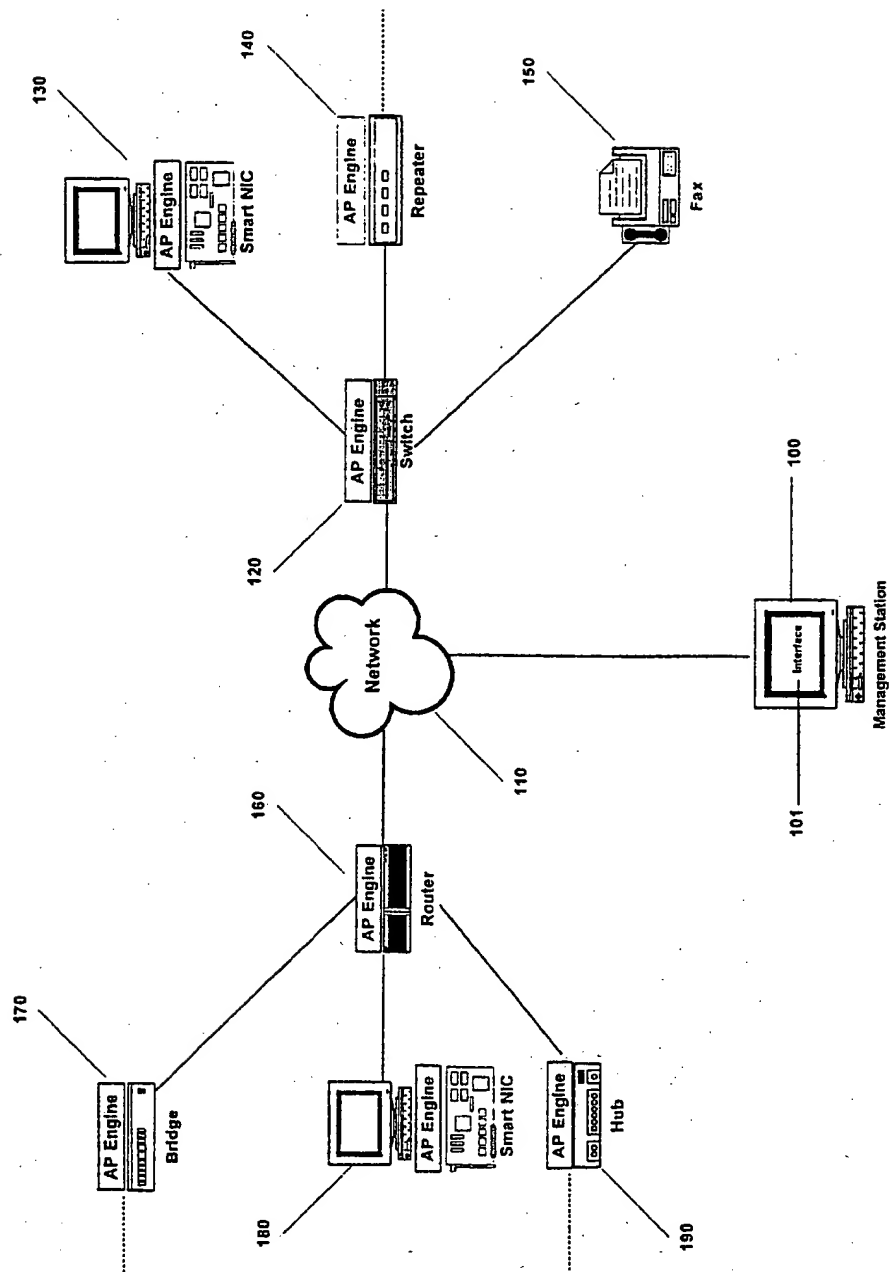 130
AP Engine
Smart NIC
140
AP Engine
Repeater
150
Fax
120
AP Engine
Switch
Network
110
100
Interface
101
Management Station
160
AP Engine
Router
170
AP Engine
Bridge
180
AP Engine
Smart NIC
AP Engine
Hub
190